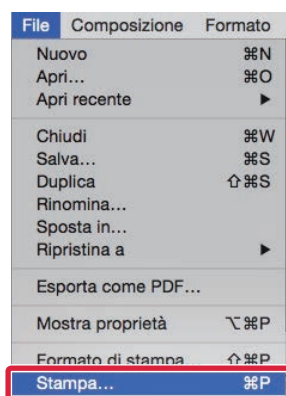 File Composizione Formato
Nuovo ⌘N
Apri... ⌘O
Apri recente ▶
Chiudi ⌘W
Salva... ⌘S
Duplica ⇧⌘S
Rinomina...
Sposta in...
Ripristina a ▶
Esporta come PDF...
Mostra proprietà ⌥⌘P
Formato di stampa... ⇧⌘P
Stampa... ⌘P